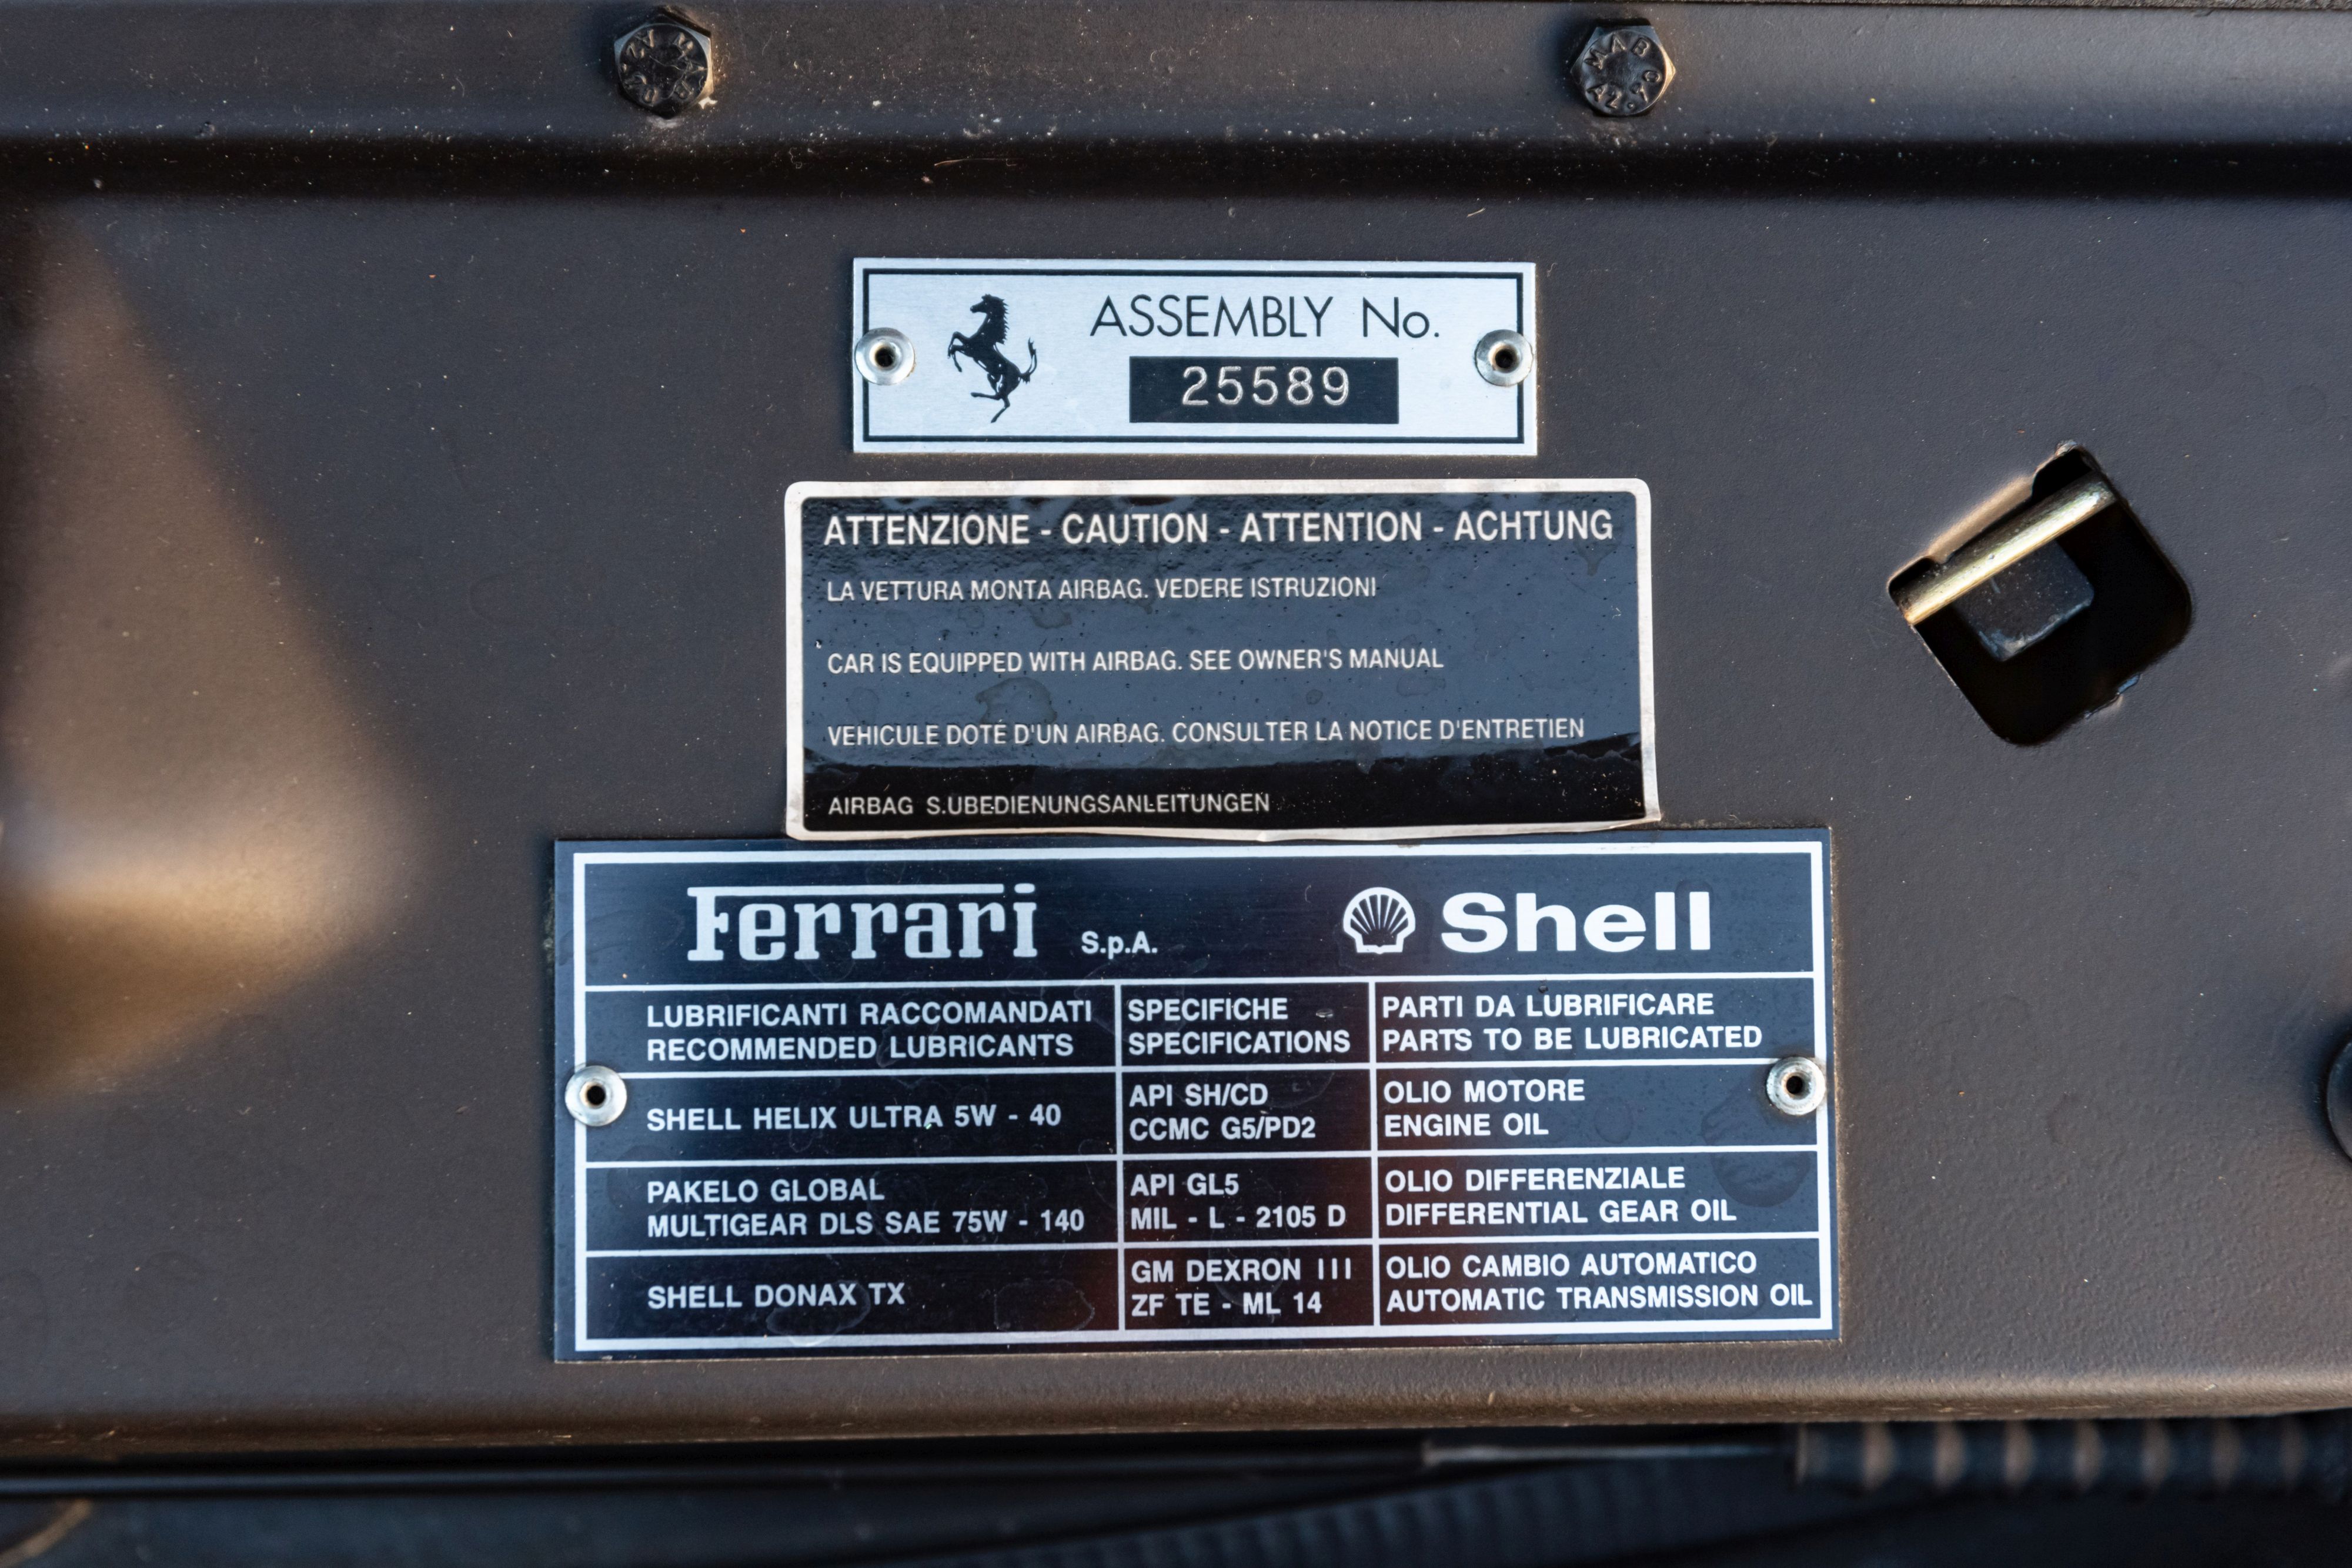 MAB C A2-7
ASSEMBLY No.
25589
ATTENZIONE - CAUTION - ATTENTION - ACHTUNG
LA VETTURA MONTA AIRBAG. VEDERE ISTRUZIONI
CAR IS EQUIPPED WITH AIRBAG. SEE OWNER'S MANUAL
VEHICULE DOTE D'UN AIRBAG. CONSULTER LA NOTICE D'ENTRETIEN
AIRBAG S.UBEDIENUNGSANLEITUNGEN
Ferrari S.p.A. Shell
LUBRIFICANTI RACCOMANDATI
RECOMMENDED LUBRICANTS
SPECIFICHE
SPECIFICATIONS
PARTI DA LUBRIFICARE
PARTS TO BE LUBRICATED
SHELL HELIX ULTRA 5W - 40
API SH/CD
CCMC G5/PD2
OLIO MOTORE
ENGINE OIL
PAKELO GLOBAL
MULTIGEAR DLS SAE 75W - 140
API GL5
MIL - L - 2105 D
OLIO DIFFERENZIALE
DIFFERENTIAL GEAR OIL
SHELL DONAX TX
GM DEXRON III
ZF TE - ML 14
OLIO CAMBIO AUTOMATICO
AUTOMATIC TRANSMISSION OIL